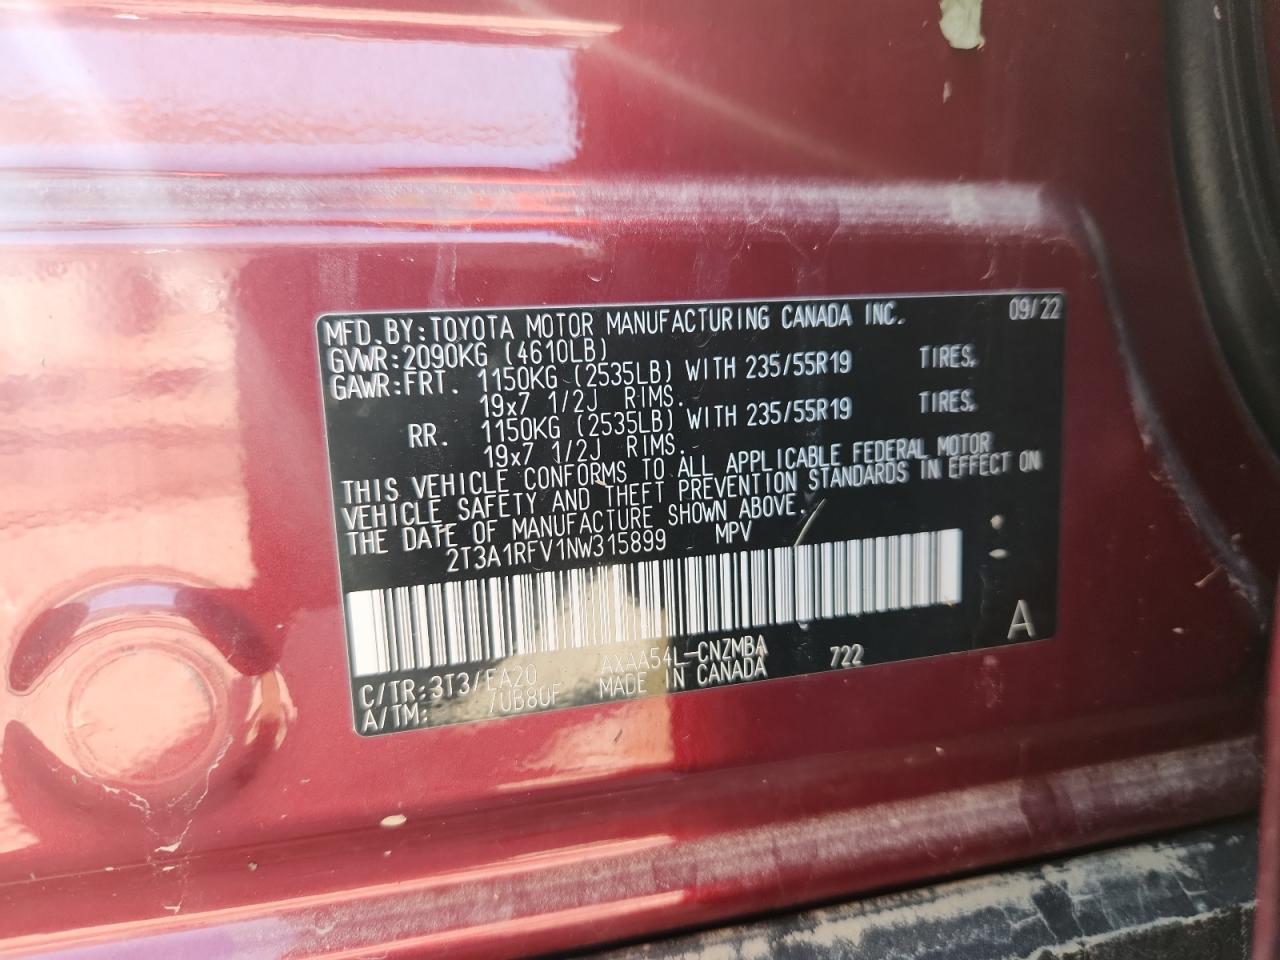 MFD.BY:TOYOTA MOTOR MANUFACTURING CANADA INC. 09/22
GVWR:2090KG (4610LB)
GAWR:FRT. 1150KG (2535LB) WITH 235/55R19 TIRES,
19x7 1/2J RIMS.
RR. 1150KG (2535LB) WITH 235/55R19 TIRES,
19x7 1/2J RIMS.
THIS VEHICLE CONFORMS TO ALL APPLICABLE FEDERAL MOTOR
VEHICLE SAFETY AND THEFT PREVENTION STANDARDS IN EFFECT ON
THE DATE OF MANUFACTURE SHOWN ABOVE.
2T3A1RFV1NW315899 MPV
A
C/TR:3T3/EA20 AXAA54L-CNZMBA 722
A/TM: /UB80F MADE IN CANADA